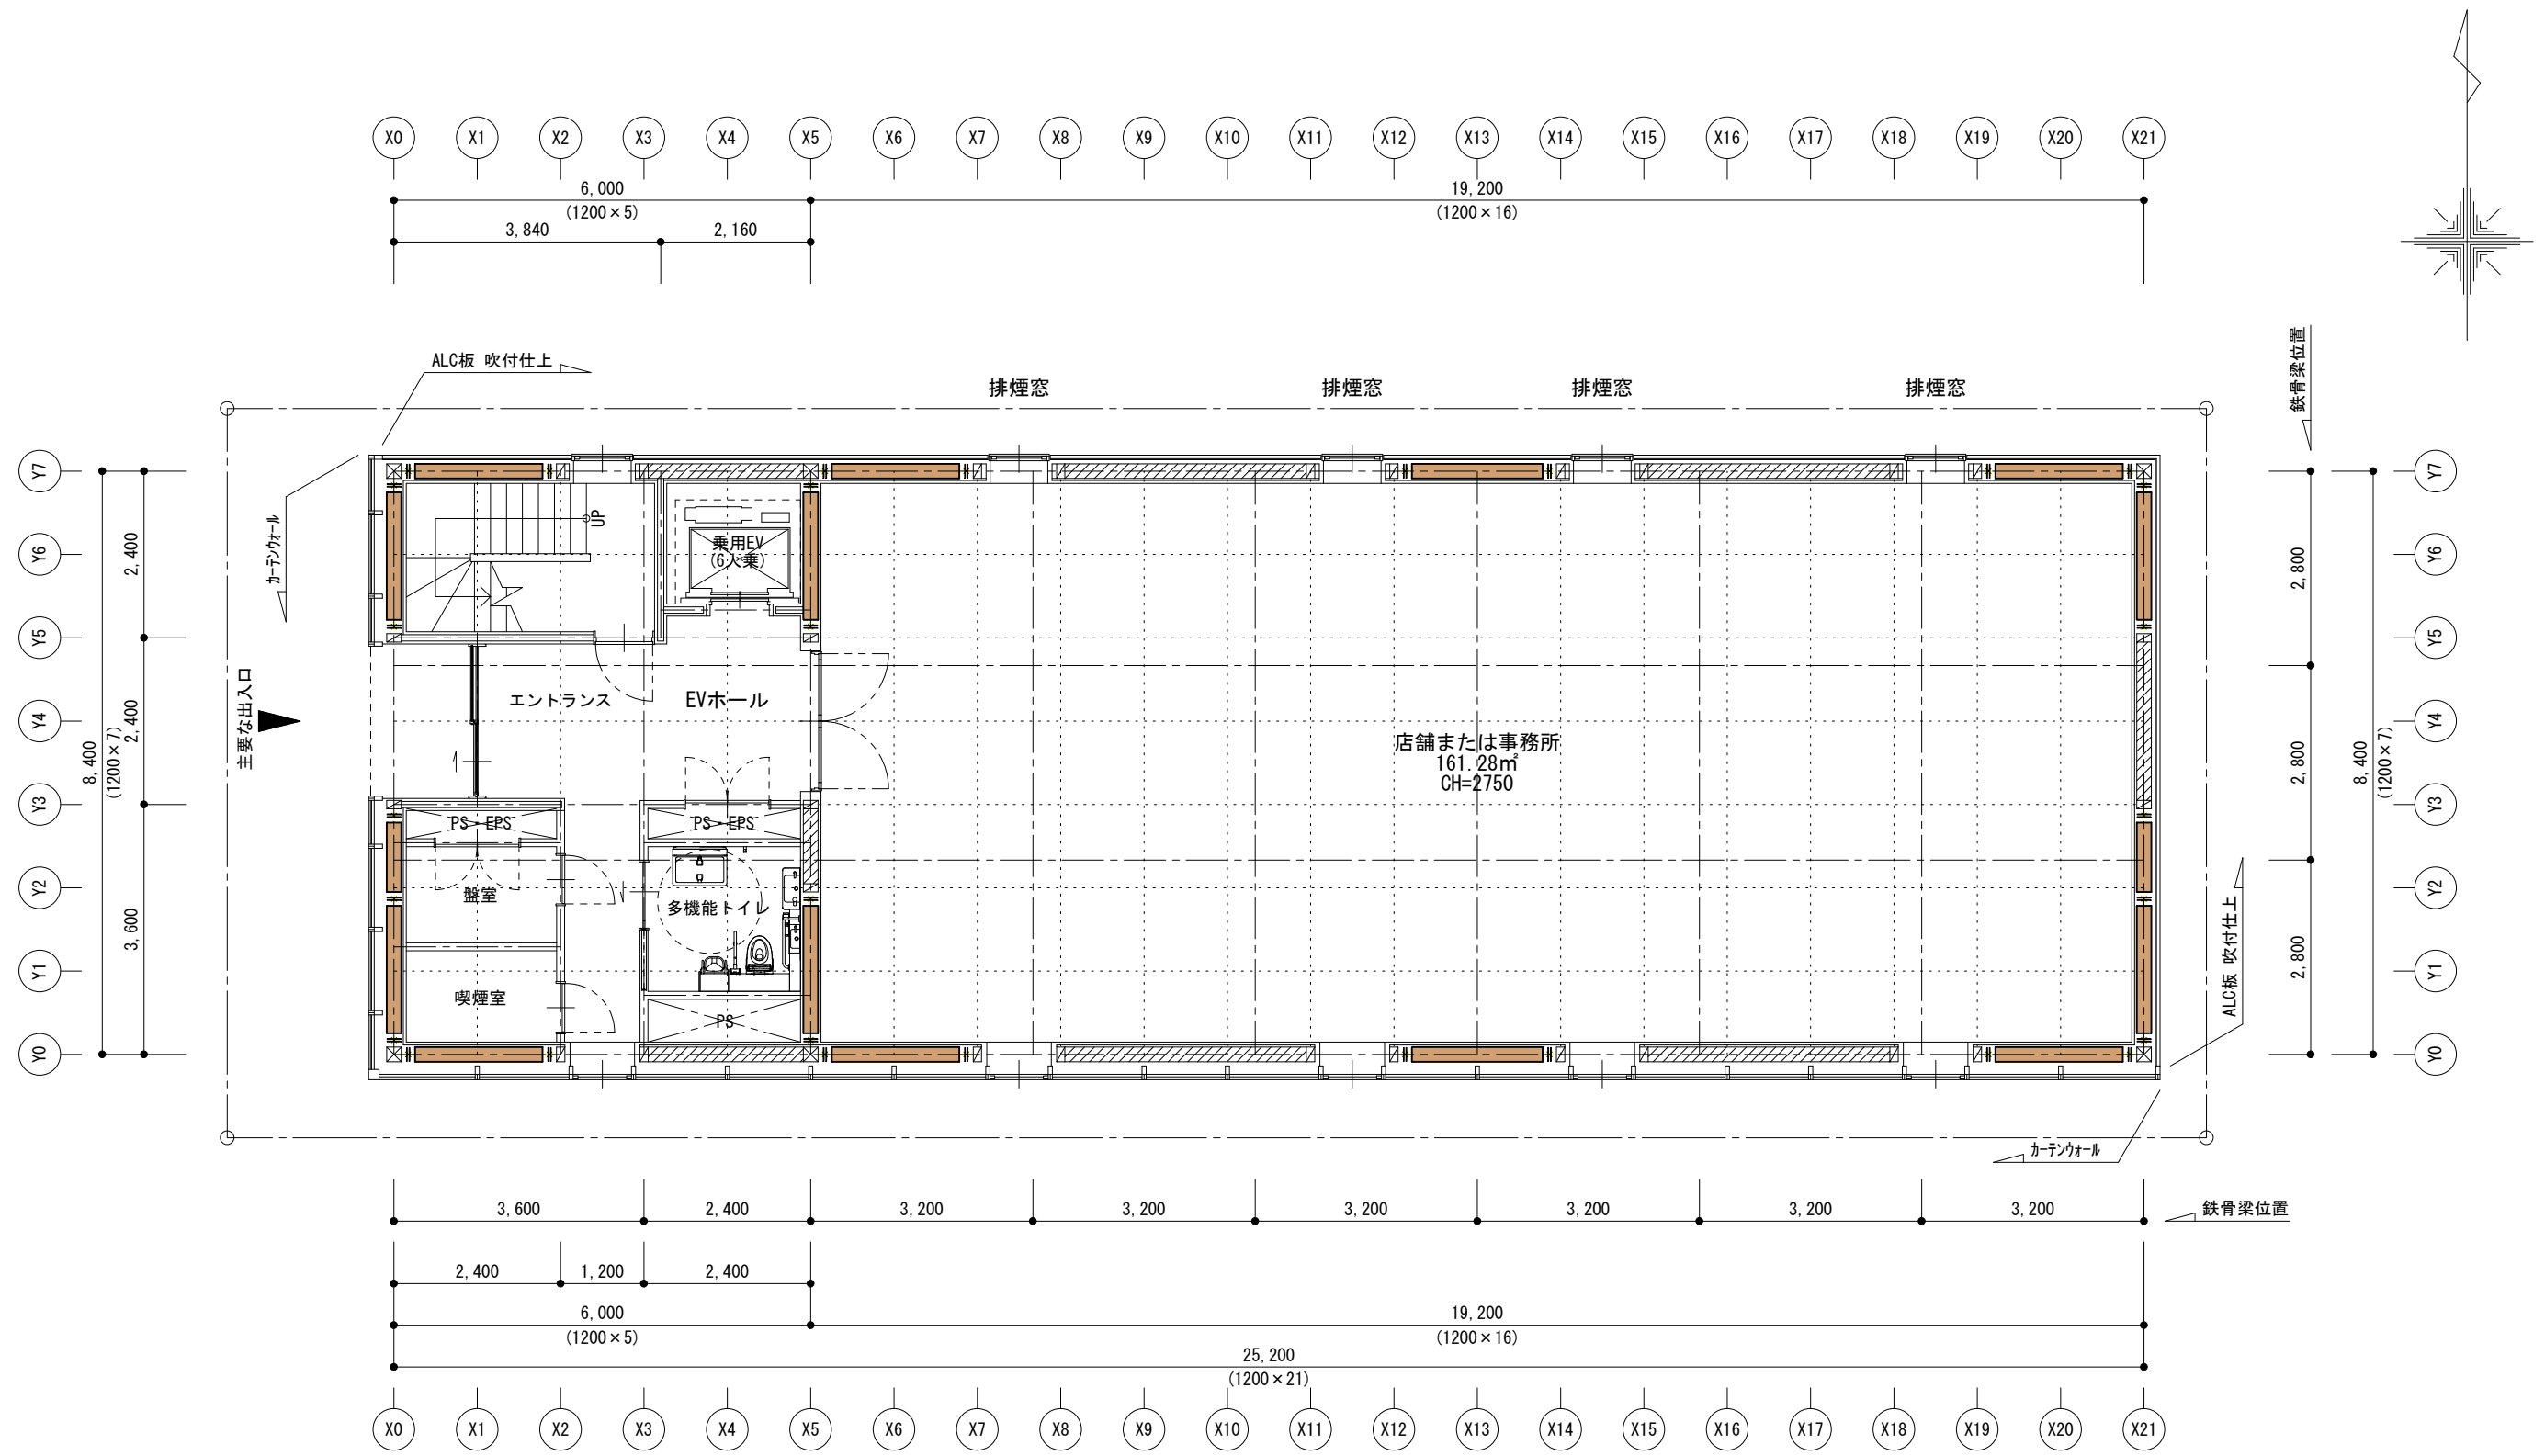 X0 X1 X2 X3 X4 X5 X6 X7 X8 X9 X10 X11 X12 X13 X14 X15 X16 X17 X18 X19 X20 X21
6,000 19,200
(1200×5) (1200×16)
3,840 2,160
ALC板 吹付仕上
排煙窓 排煙窓 排煙窓 排煙窓
鉄骨梁位置
カーテンウォール
主要な出入口
Y7 Y6 Y5 Y4 Y3 Y2 Y1 Y0
8,400
(1200×7)
2,400
2,400
3,600
UP
乗用EV
(6人乗)
エントランス
EVホール
店舗または事務所
161.28㎡
CH=2750
PS・EPS
PS・EPS
盤室
多機能トイレ
喫煙室
PS
2,800
2,800
2,800
8,400
(1200×7)
Y7 Y6 Y5 Y4 Y3 Y2 Y1 Y0
ALC板 吹付仕上
カーテンウォール
3,600 2,400 3,200 3,200 3,200 3,200 3,200 3,200
鉄骨梁位置
2,400 1,200 2,400
6,000 19,200
(1200×5) (1200×16)
25,200
(1200×21)
X0 X1 X2 X3 X4 X5 X6 X7 X8 X9 X10 X11 X12 X13 X14 X15 X16 X17 X18 X19 X20 X21